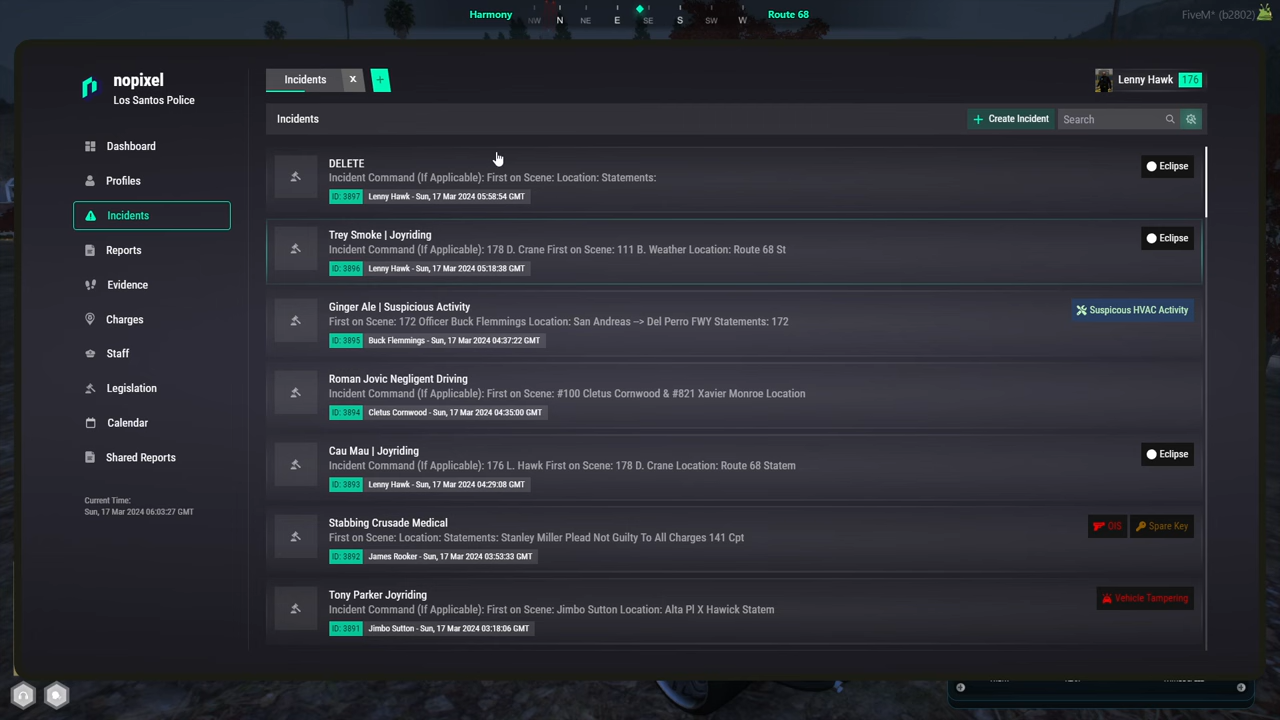 Harmony
NW N NE E SE S SW W
Route 68
FiveM* (b2802)
nopixel
Los Santos Police
Incidents x +
Lenny Hawk 176
Incidents
+ Create Incident
Search
Dashboard
Profiles
Incidents
Reports
Evidence
Charges
Staff
Legislation
Calendar
Shared Reports
Current Time:
Sun, 17 Mar 2024 06:03:27 GMT
DELETE
Eclipse
Incident Command (If Applicable): First on Scene: Location: Statements:
ID: 3897 Lenny Hawk - Sun, 17 Mar 2024 05:58:54 GMT
Trey Smoke | Joyriding
Eclipse
Incident Command (If Applicable): 178 D. Crane First on Scene: 111 B. Weather Location: Route 68 St
ID: 3896 Lenny Hawk - Sun, 17 Mar 2024 05:18:38 GMT
Ginger Ale | Suspicious Activity
Suspicous HVAC Activity
First on Scene: 172 Officer Buck Flemmings Location: San Andreas --> Del Perro FWY Statements: 172
ID: 3895 Buck Flemmings - Sun, 17 Mar 2024 04:37:22 GMT
Roman Jovic Negligent Driving
Incident Command (If Applicable): First on Scene: #100 Cletus Cornwood & #821 Xavier Monroe Location
ID: 3894 Cletus Cornwood - Sun, 17 Mar 2024 04:35:00 GMT
Cau Mau | Joyriding
Eclipse
Incident Command (If Applicable): 176 L. Hawk First on Scene: 178 D. Crane Location: Route 68 Statem
ID: 3893 Lenny Hawk - Sun, 17 Mar 2024 04:29:08 GMT
Stabbing Crusade Medical
OIS Spare Key
First on Scene: Location: Statements: Stanley Miller Plead Not Guilty To All Charges 141 Cpt
ID: 3892 James Rooker - Sun, 17 Mar 2024 03:53:33 GMT
Tony Parker Joyriding
Vehicle Tampering
Incident Command (If Applicable): First on Scene: Jimbo Sutton Location: Alta Pl X Hawick Statem
ID: 3891 Jimbo Sutton - Sun, 17 Mar 2024 03:18:06 GMT